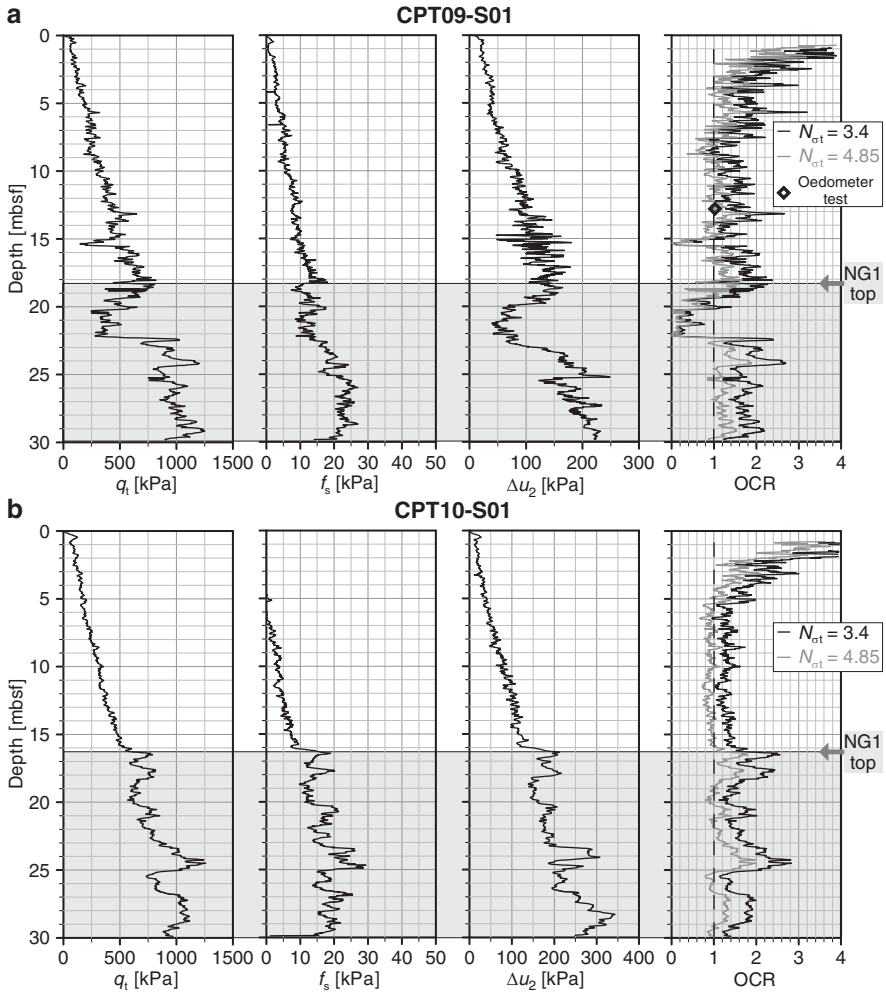 a
CPT09-S01
0
5
10
15
20
25
30
Depth [mbsf]
0 500 1000 1500
qt [kPa]
0 10 20 30 40 50
fs [kPa]
0 100 200 300
Δu2 [kPa]
0 1 2 3 4
OCR
Nσt = 3.4
Nσt = 4.85
Oedometer
test
NG1
top
b
CPT10-S01
0
5
10
15
20
25
30
Depth [mbsf]
0 500 1000 1500
qt [kPa]
0 10 20 30 40 50
fs [kPa]
0 100 200 300 400
Δu2 [kPa]
0 1 2 3 4
OCR
Nσt = 3.4
Nσt = 4.85
NG1
top